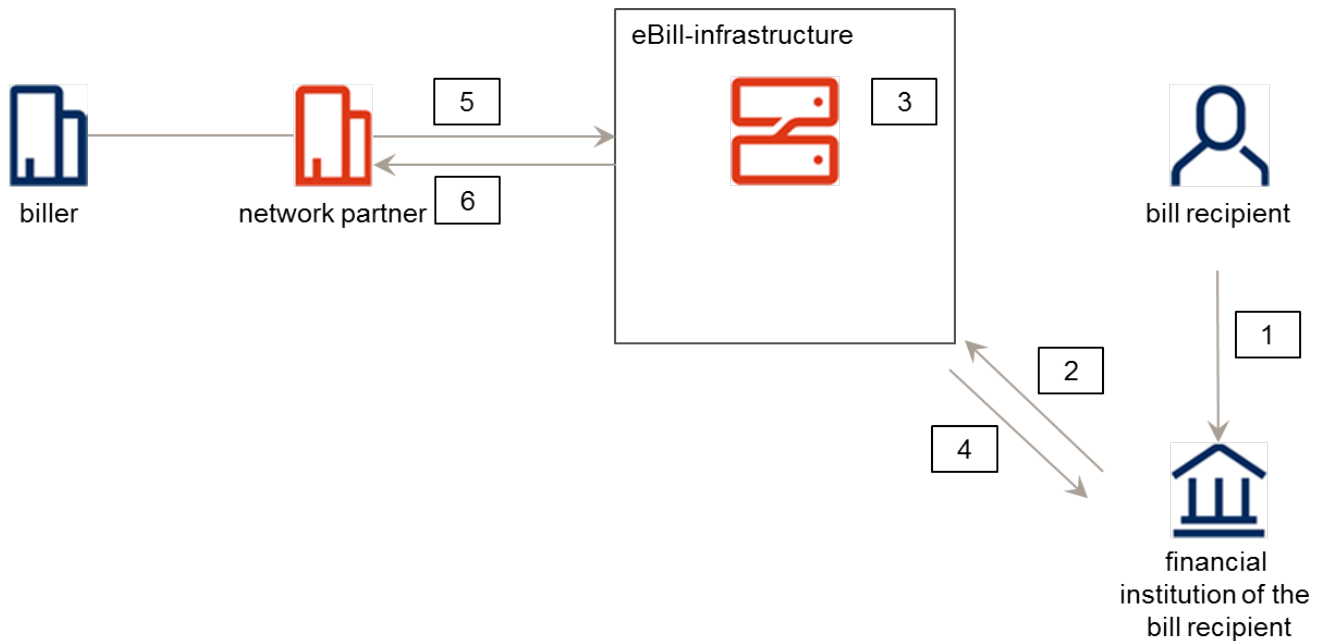 eBill-infrastructure
5
3
6
biller
network partner
bill recipient
1
2
4
financial
institution of the
bill recipient